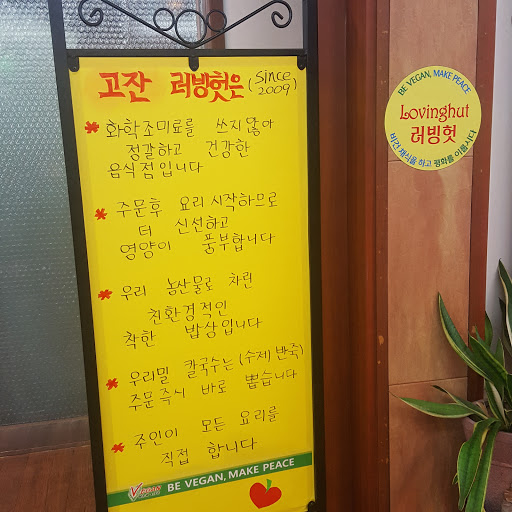 고잔 러빙헛은 (since 2009)
* 화학조미료를 쓰지않아
정갈하고 건강한
음식점입니다
* 주문후 요리시작하므로
더 신선하고
영양이 풍부합니다
* 우리 농산물로 차린
친환경적인
착한 밥상입니다
* 우리밀 칼국수는 (수제 반죽)
주문즉시 바로 뽑습니다
* 주인이 모든 요리를
직접 합니다
BE VEGAN, MAKE PEACE
BE VEGAN, MAKE PEACE
Lovinghut
러빙헛
비건 채식을 하고 평화를 이룹시다